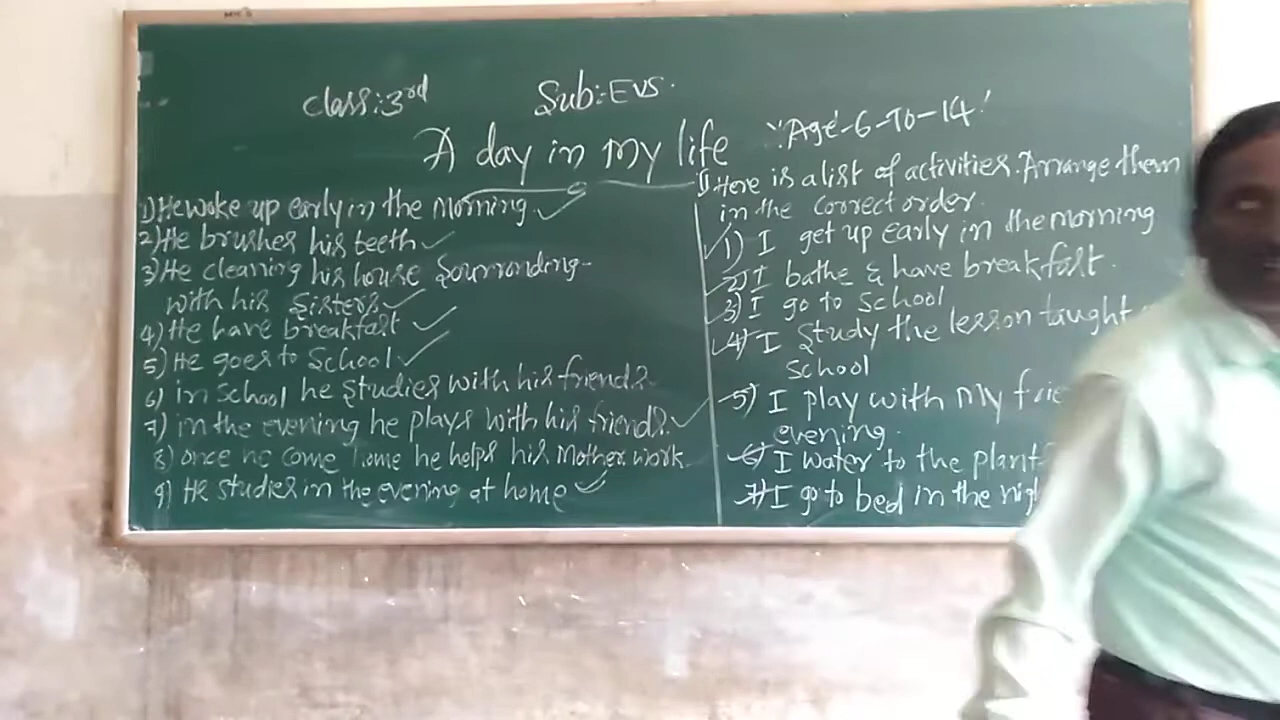 Class:3rd
Sub:-EVS.
A day in my life
"Age-6-To-14"
1) He woke up early in the morning.
2) He brushes his teeth
3) He cleaning his house Sourronding-
with his Sisters
4) He have breakfast
5) He goes to School
6) in School he Studies with his friends.
7) in the evening he plays with his friends.
8) once he come home he helps his Mother work.
9) He studies in the evening at home
II Here is a list of activities. Arrange them
in the correct order.
1) I get up early in the morning
2) I bathe & have breakfast.
3) I go to School
4) I Study the lesson taught
School
5) I play with my frie
evening.
6) I water to the plant
7) I go to bed in the nig